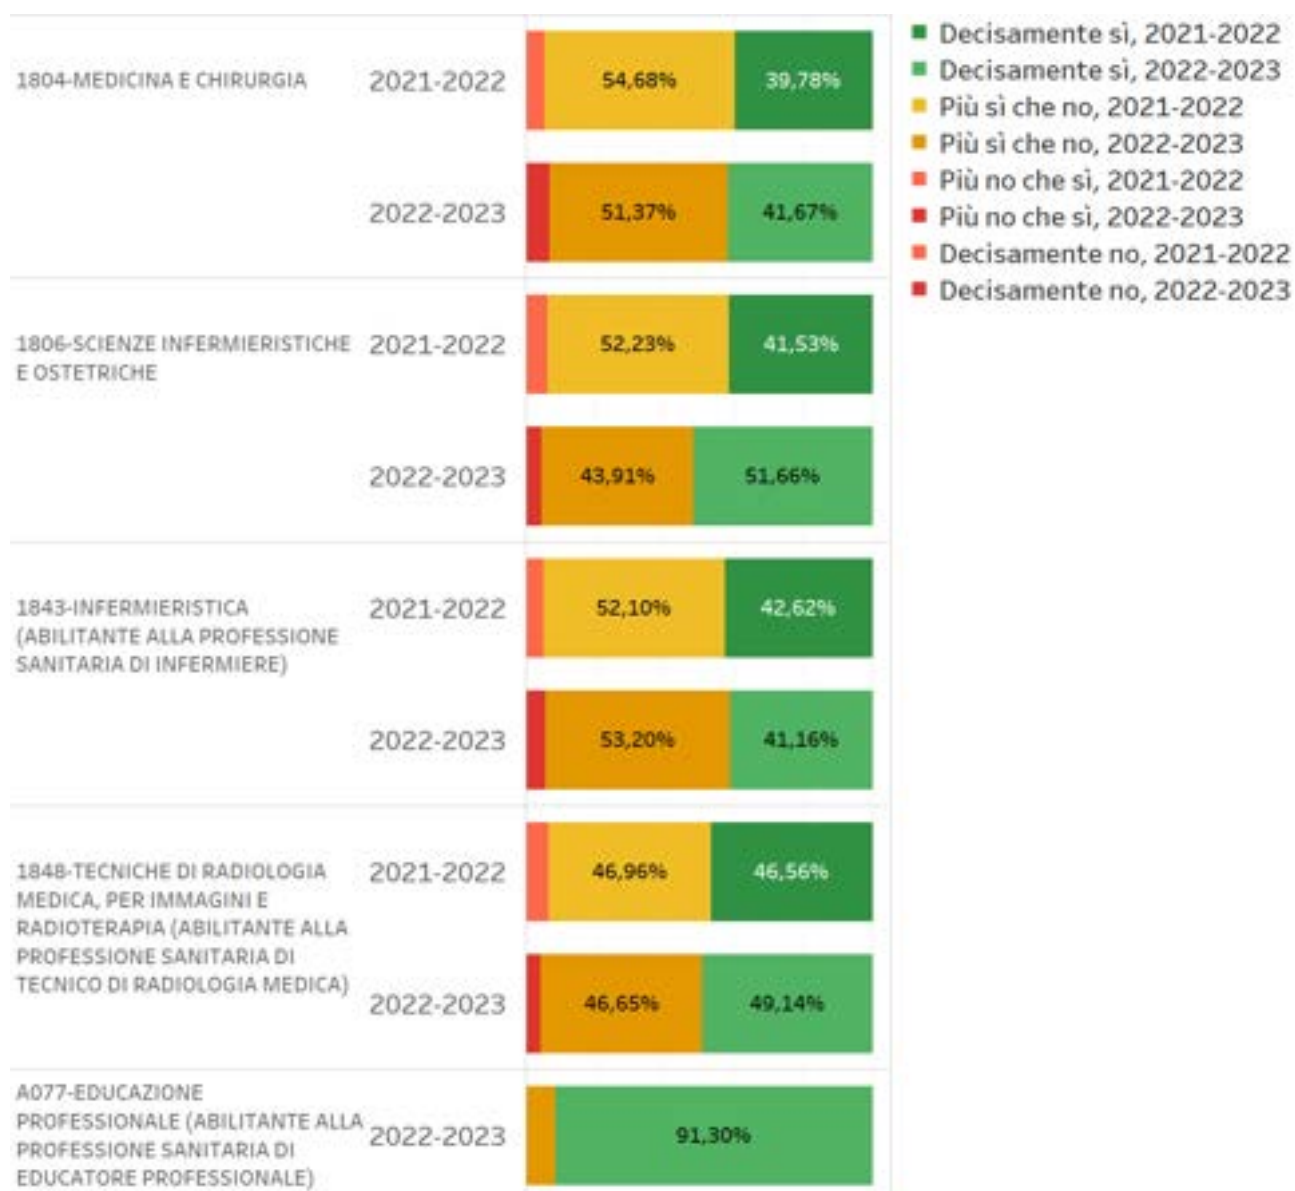 1804-MEDICINA E CHIRURGIA
2021-2022
54,68%
39,78%
2022-2023
51,37%
41,67%
1806-SCIENZE INFERMIERISTICHE
E OSTETRICHE
2021-2022
52,23%
41,53%
2022-2023
43,91%
51,66%
1843-INFERMIERISTICA
(ABILITANTE ALLA PROFESSIONE
SANITARIA DI INFERMIERE)
2021-2022
52,10%
42,62%
2022-2023
53,20%
41,16%
1848-TECNICHE DI RADIOLOGIA
MEDICA, PER IMMAGINI E
RADIOTERAPIA (ABILITANTE ALLA
PROFESSIONE SANITARIA DI
TECNICO DI RADIOLOGIA MEDICA)
2021-2022
46,96%
46,56%
2022-2023
46,65%
49,14%
A077-EDUCAZIONE
PROFESSIONALE (ABILITANTE ALLA
PROFESSIONE SANITARIA DI
EDUCATORE PROFESSIONALE)
2022-2023
91,30%
Decisamente sì, 2021-2022
Decisamente sì, 2022-2023
Più sì che no, 2021-2022
Più sì che no, 2022-2023
Più no che sì, 2021-2022
Più no che sì, 2022-2023
Decisamente no, 2021-2022
Decisamente no, 2022-2023